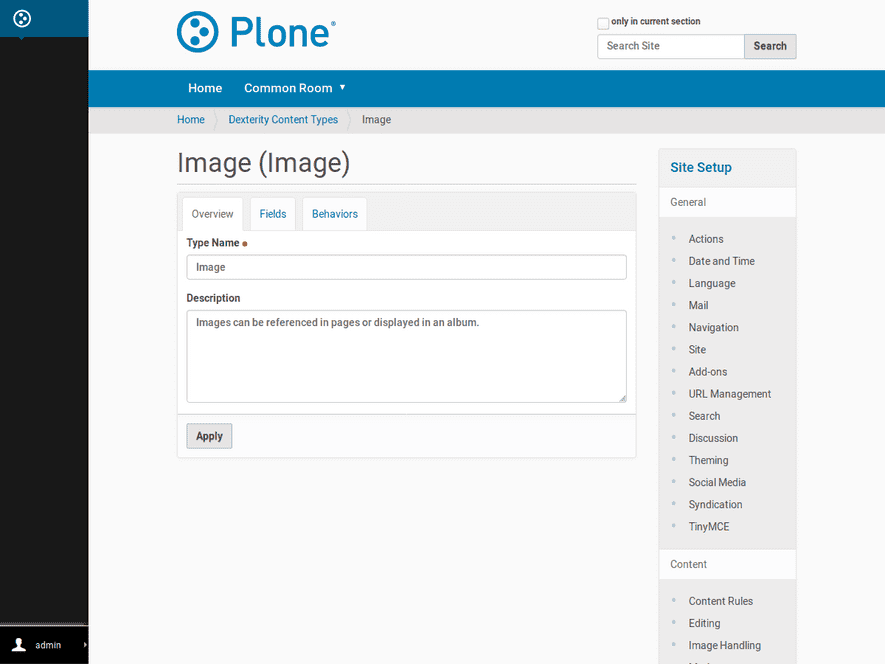 Plone®
only in current section
Search Site
Search
Home
Common Room ▼
Home
Dexterity Content Types
Image
Image (Image)
Overview
Fields
Behaviors
Type Name
Image
Description
Images can be referenced in pages or displayed in an album.
Apply
Site Setup
General
Actions
Date and Time
Language
Mail
Navigation
Site
Add-ons
URL Management
Search
Discussion
Theming
Social Media
Syndication
TinyMCE
Content
Content Rules
Editing
Image Handling
admin